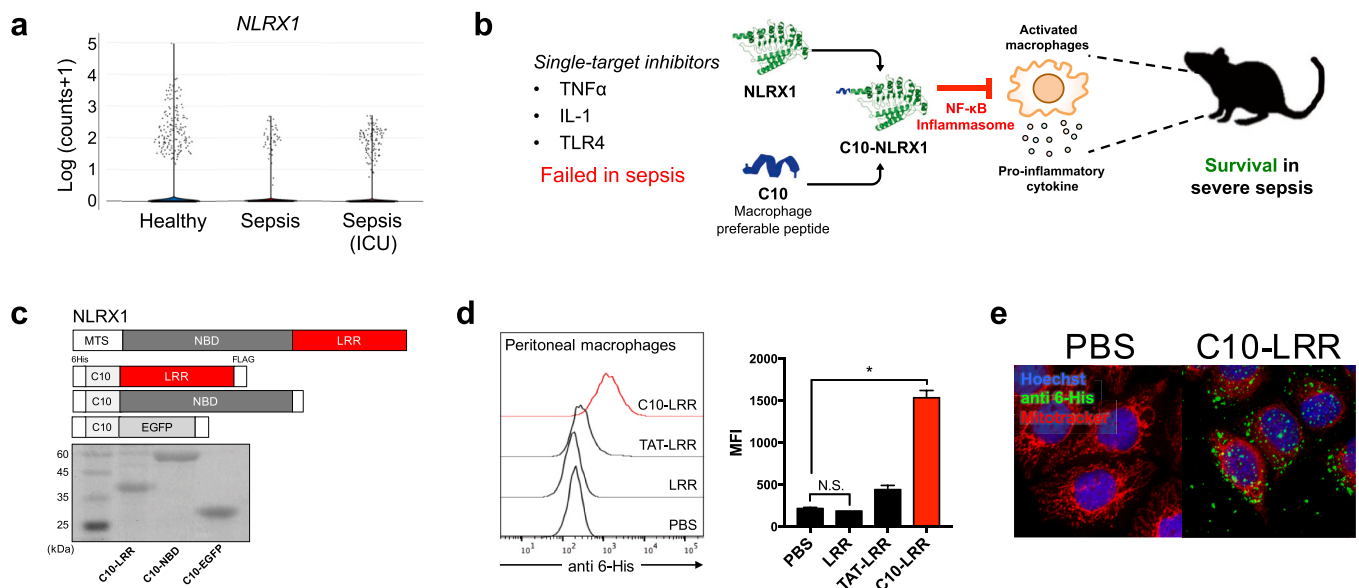 a
NLRX1
Log (counts+1)
5
4
3
2
1
0
Healthy
Sepsis
Sepsis
(ICU)
b
Single-target inhibitors
• TNFα
• IL-1
• TLR4
Failed in sepsis
NLRX1
C10
Macrophage
preferable peptide
C10-NLRX1
NF-κB
Inflammasome
Activated
macrophages
Pro-inflammatory
cytokine
Survival in
severe sepsis
c
NLRX1
MTS NBD LRR
6His FLAG
C10 LRR
C10 NBD
C10 EGFP
60
45
35
25
(kDa)
C10-LRR
C10-NBD
C10-EGFP
d
Peritoneal macrophages
C10-LRR
TAT-LRR
LRR
PBS
10¹ 10² 10³ 10⁴ 10⁵
anti 6-His
MFI
2000
1500
1000
500
0
*
N.S.
PBS
LRR
TAT-LRR
C10-LRR
e
PBS C10-LRR
Hoechst
anti 6-His
Mitotracker